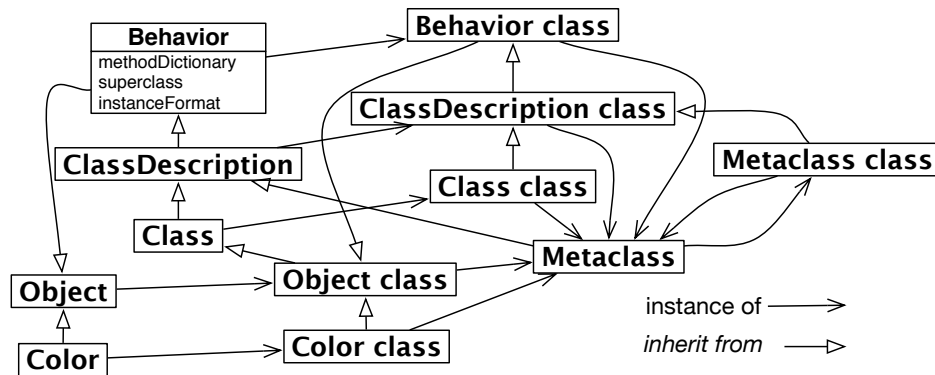 Behavior
methodDictionary
superclass
instanceFormat
Behavior class
ClassDescription class
ClassDescription
Metaclass class
Class class
Class
Metaclass
Object class
Object
Color class
Color
instance of
inherit from